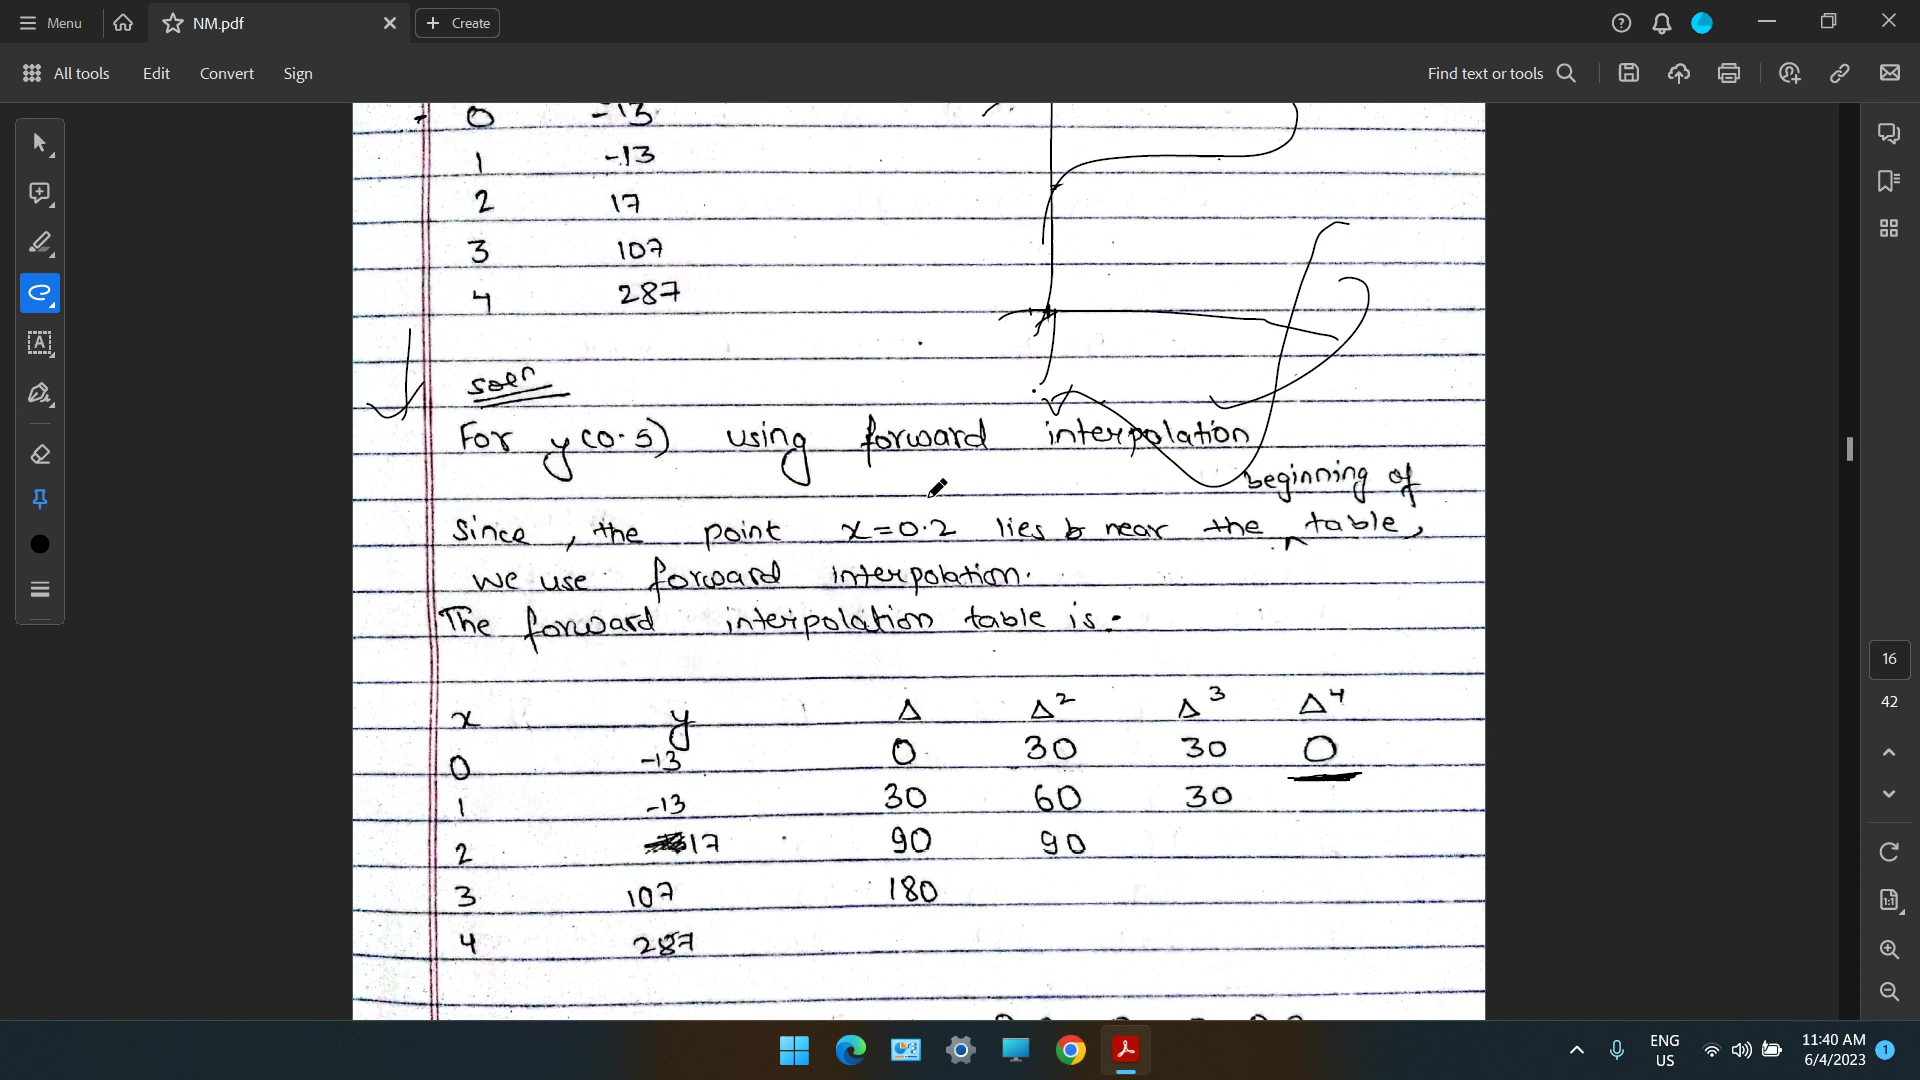 Menu NM.pdf Create
All tools Edit Convert Sign Find text or tools
0 -13
1 -13
2 17
3 107
4 287
Soln
For y(0.5) using forward interpolation
beginning of
Since, the point x=0.2 lies near the table,
we use forward interpolation.
The forward interpolation table is:
x y Δ Δ² Δ³ Δ⁴
0 -13 0 30 30 0
1 -13 30 60 30
2 17 90 90
3 107 180
4 287
16
42
1:1
ENG
US
11:40 AM
6/4/2023
1